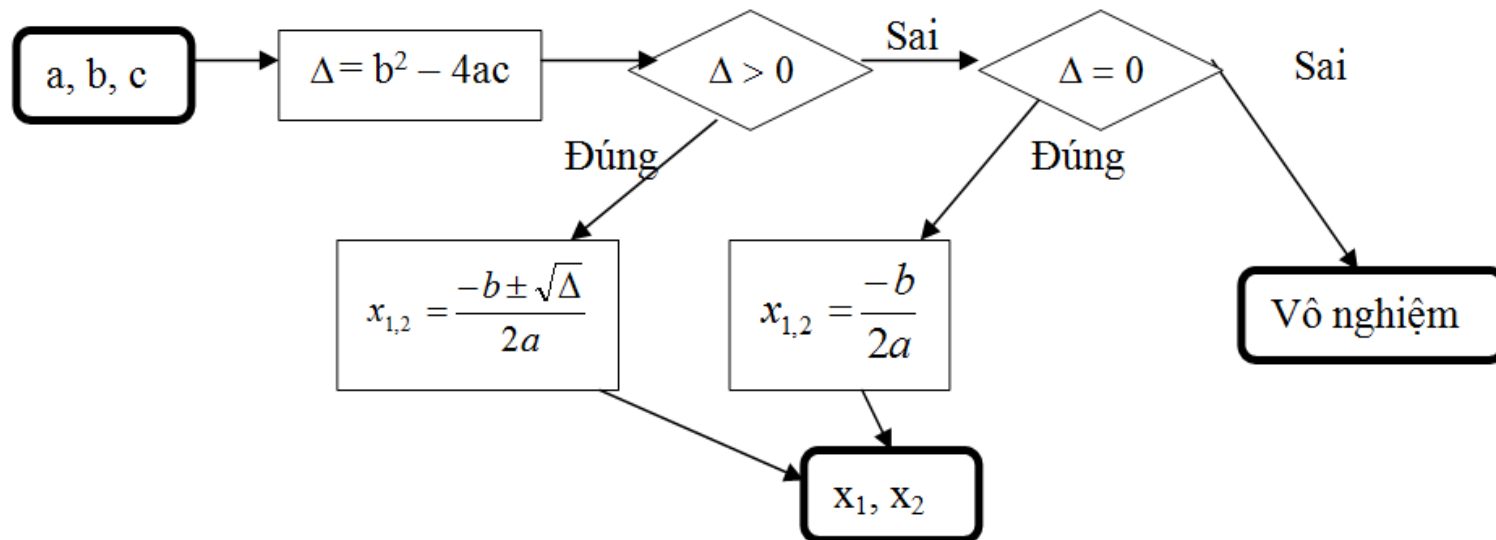 a, b, c
Δ = b² – 4ac
Δ > 0
Sai
Δ = 0
Sai
Đúng
Đúng
x₁,₂ = (-b ± √Δ) / 2a
x₁,₂ = -b / 2a
Vô nghiệm
x₁, x₂